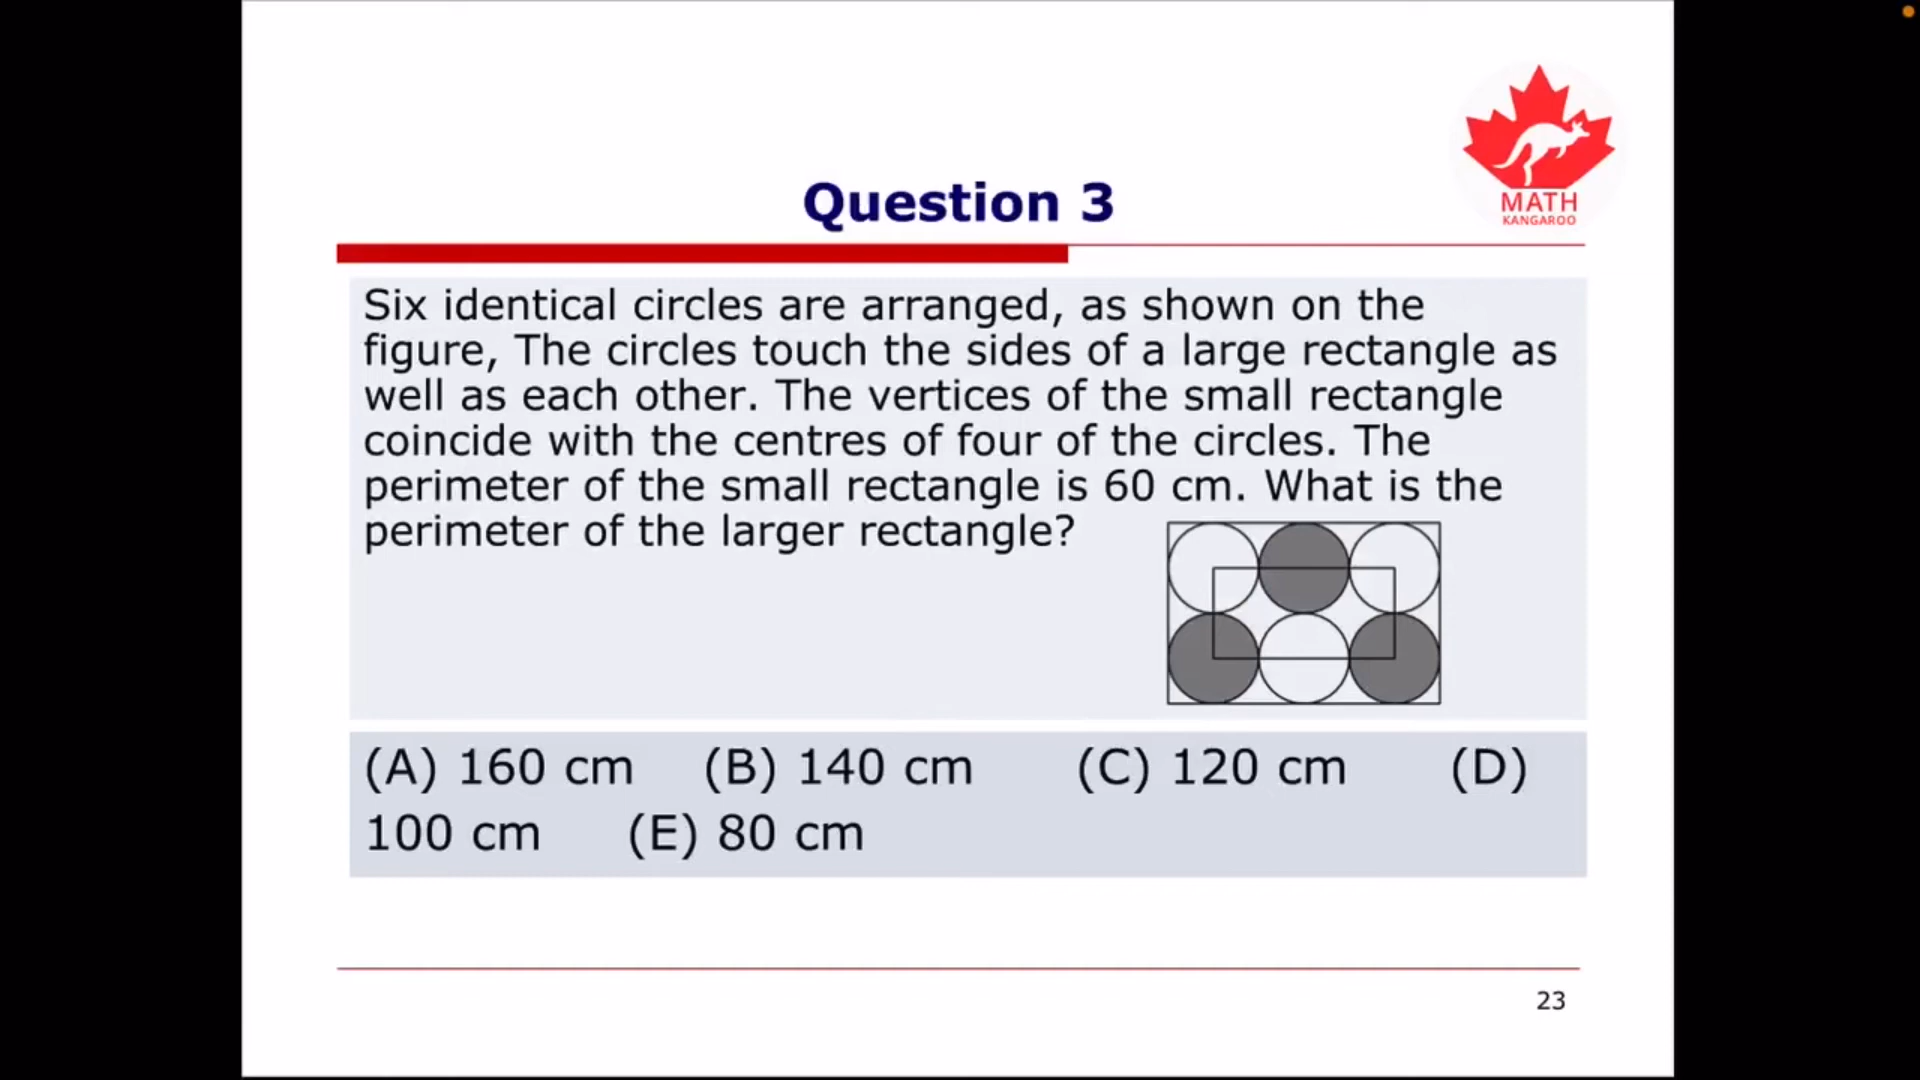 MATH
KANGAROO
Question 3
Six identical circles are arranged, as shown on the
figure, The circles touch the sides of a large rectangle as
well as each other. The vertices of the small rectangle
coincide with the centres of four of the circles. The
perimeter of the small rectangle is 60 cm. What is the
perimeter of the larger rectangle?
(A) 160 cm (B) 140 cm (C) 120 cm (D)
100 cm (E) 80 cm
23